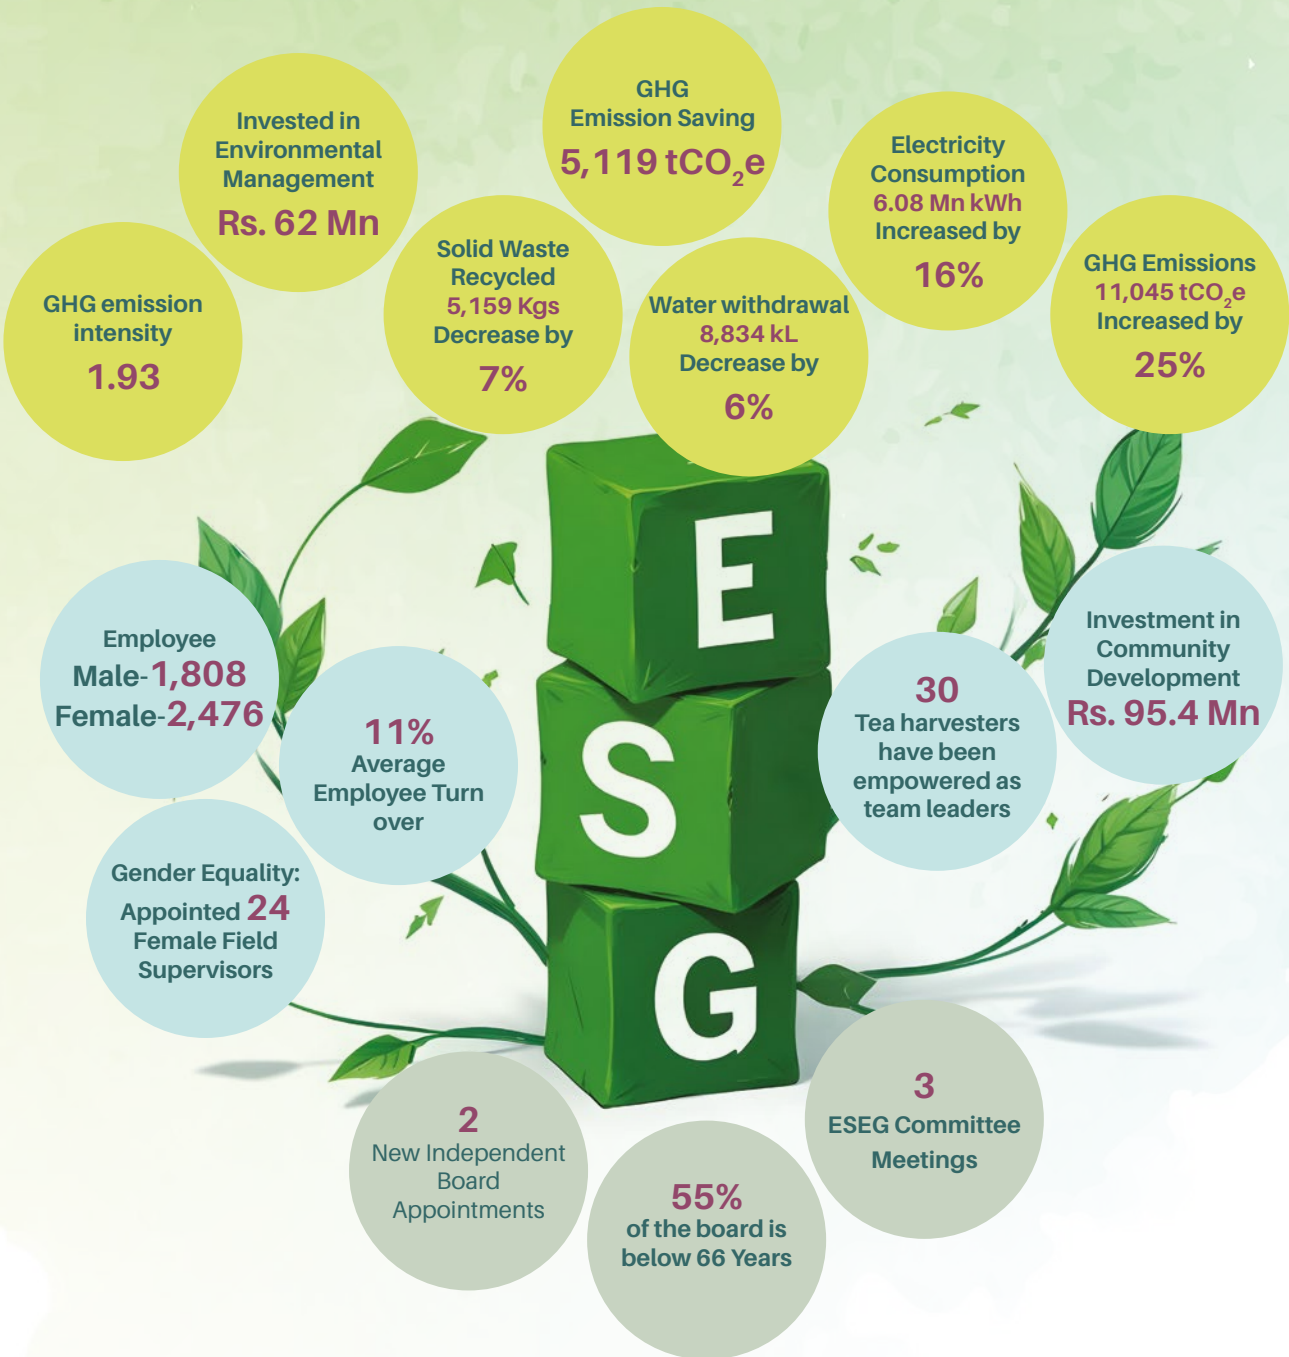 GHG
Emission Saving
5,119 tCO₂e
Invested in
Environmental
Management
Rs. 62 Mn
Electricity
Consumption
6.08 Mn kWh
Increased by
16%
Solid Waste
Recycled
5,159 Kgs
Decrease by
7%
GHG Emissions
11,045 tCO₂e
Increased by
25%
GHG emission
intensity
1.93
Water withdrawal
8,834 kL
Decrease by
6%
E
S
G
Employee
Male-1,808
Female-2,476
11%
Average
Employee Turn
over
30
Tea harvesters
have been
empowered as
team leaders
Investment in
Community
Development
Rs. 95.4 Mn
Gender Equality:
Appointed 24
Female Field
Supervisors
2
New Independent
Board
Appointments
55%
of the board is
below 66 Years
3
ESEG Committee
Meetings